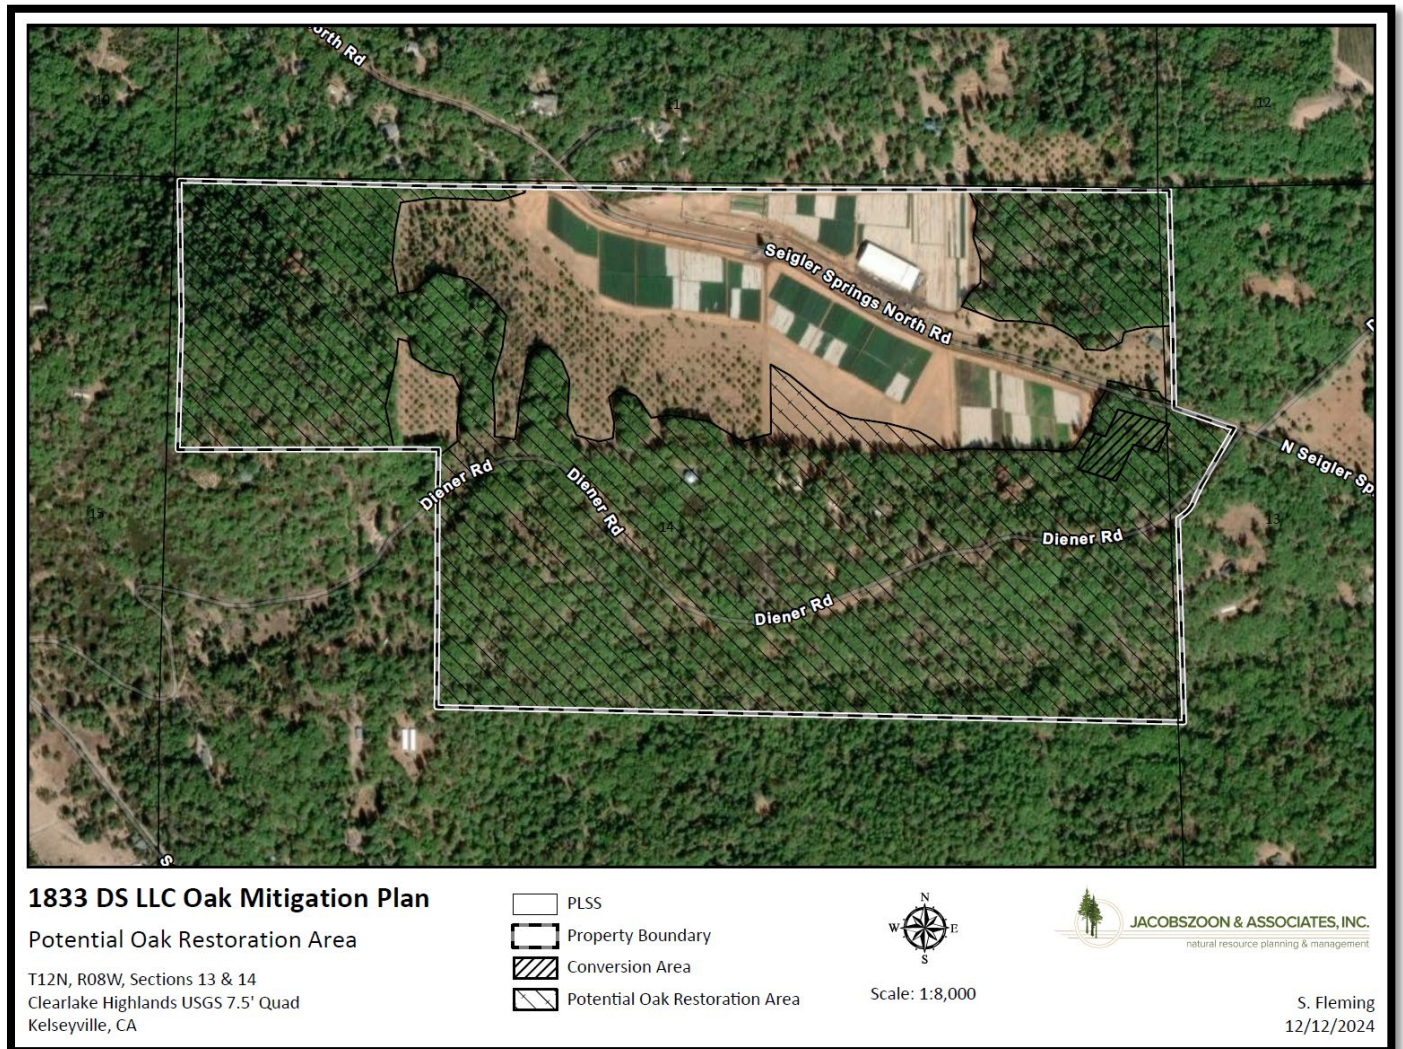 orth Rd
10
11
12
Seigler Springs North Rd
N Seigler Sp
Diener Rd
Diener Rd
15
14
13
Diener Rd
Diener Rd
S
1833 DS LLC Oak Mitigation Plan
Potential Oak Restoration Area
T12N, R08W, Sections 13 & 14
Clearlake Highlands USGS 7.5' Quad
Kelseyville, CA
PLSS
Property Boundary
Conversion Area
Potential Oak Restoration Area
N
W E
S
Scale: 1:8,000
JACOBSZOON & ASSOCIATES, INC.
natural resource planning & management
S. Fleming
12/12/2024